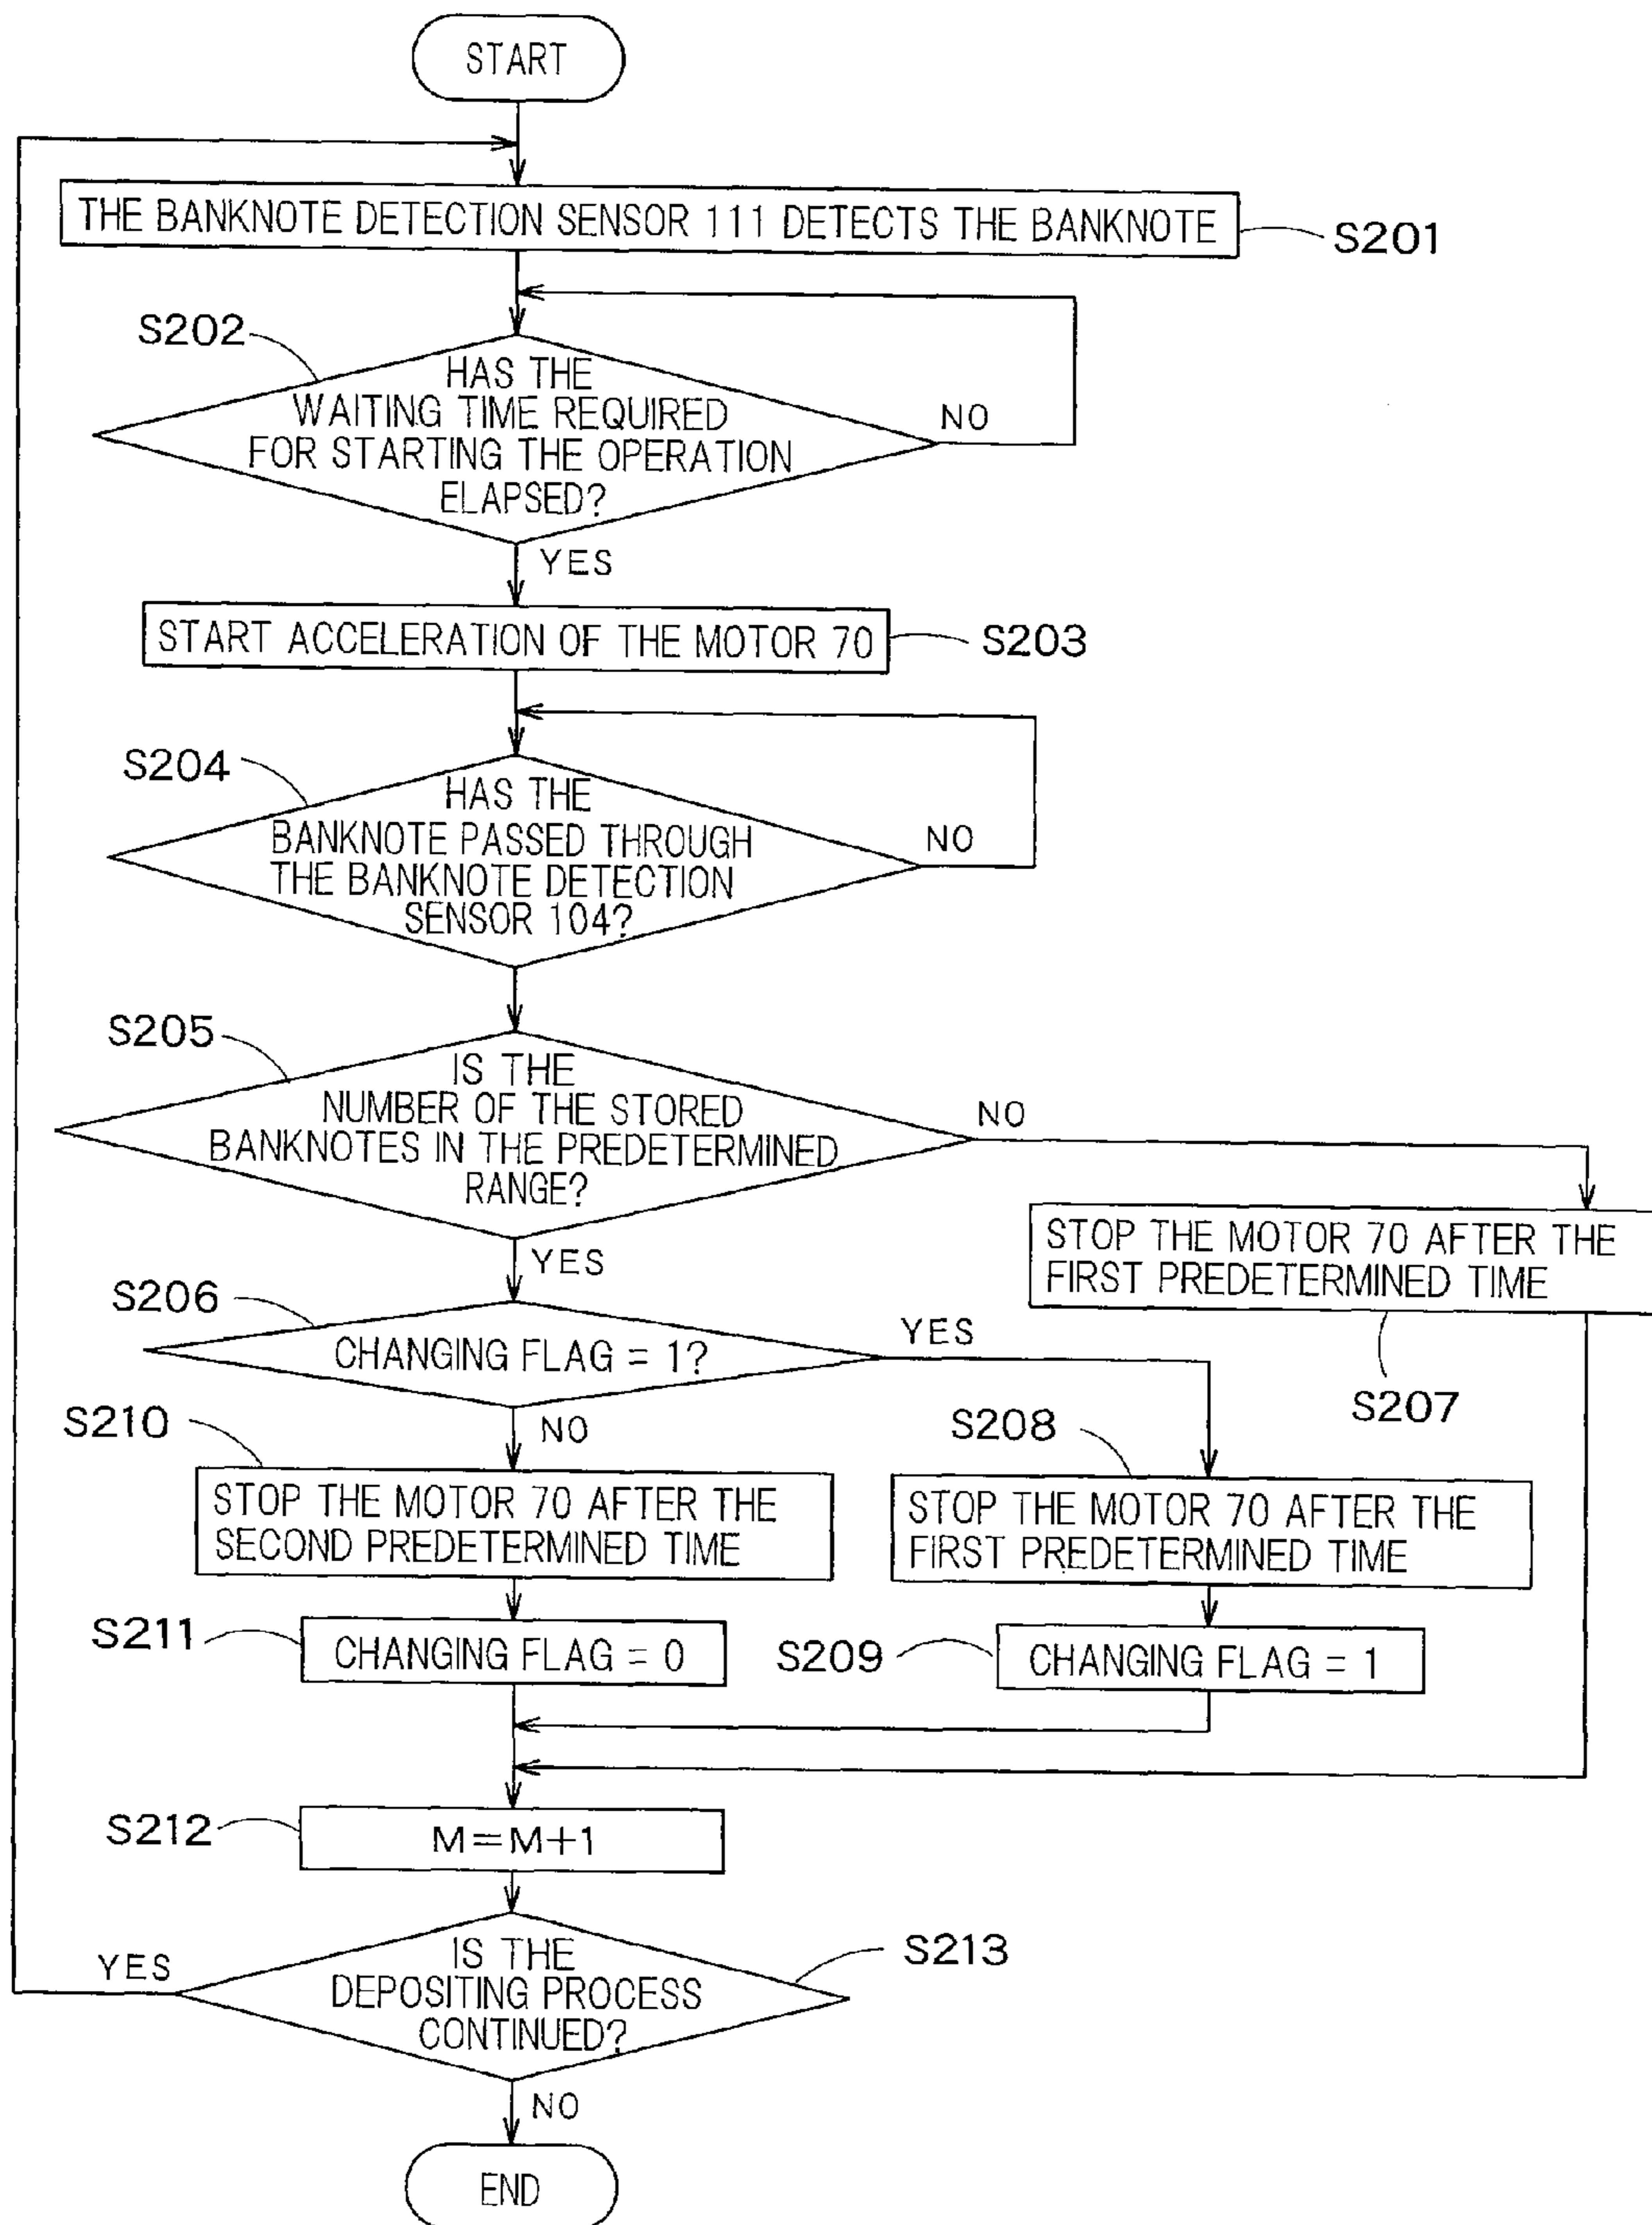 START
THE BANKNOTE DETECTION SENSOR 111 DETECTS THE BANKNOTE
S201
S202
HAS THE
WAITING TIME REQUIRED
FOR STARTING THE OPERATION
ELAPSED?
NO
YES
START ACCELERATION OF THE MOTOR 70
S203
S204
HAS THE
BANKNOTE PASSED THROUGH
THE BANKNOTE DETECTION
SENSOR 104?
NO
S205
IS THE
NUMBER OF THE STORED
BANKNOTES IN THE PREDETERMINED
RANGE?
NO
YES
STOP THE MOTOR 70 AFTER THE
FIRST PREDETERMINED TIME
S207
S206
CHANGING FLAG = 1?
YES
NO
S210
STOP THE MOTOR 70 AFTER THE
SECOND PREDETERMINED TIME
S208
STOP THE MOTOR 70 AFTER THE
FIRST PREDETERMINED TIME
S211
CHANGING FLAG = 0
S209
CHANGING FLAG = 1
S212
M=M+1
S213
IS THE
DEPOSITING PROCESS
CONTINUED?
YES
NO
END